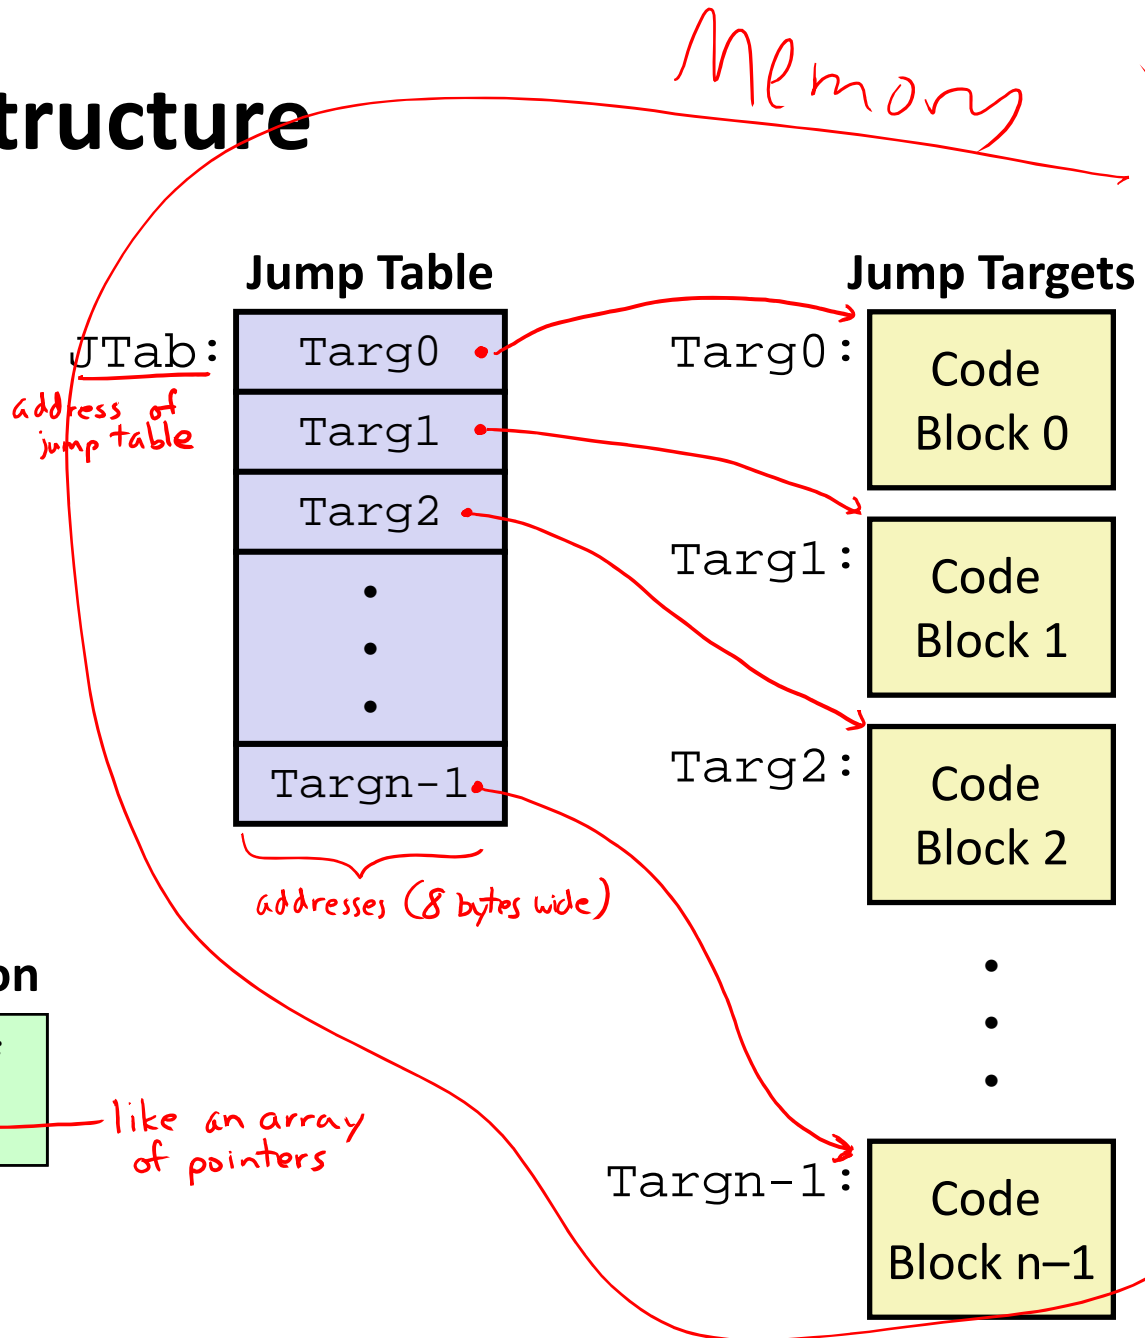 Memory
tructure
Jump Table
Jump Targets
JTab:
address of
jump table
Targ0
Targ1
Targ2
Targn-1
addresses (8 bytes wide)
Targ0:
Code
Block 0
Targ1:
Code
Block 1
Targ2:
Code
Block 2
Targn-1:
Code
Block n–1
on
like an array
of pointers